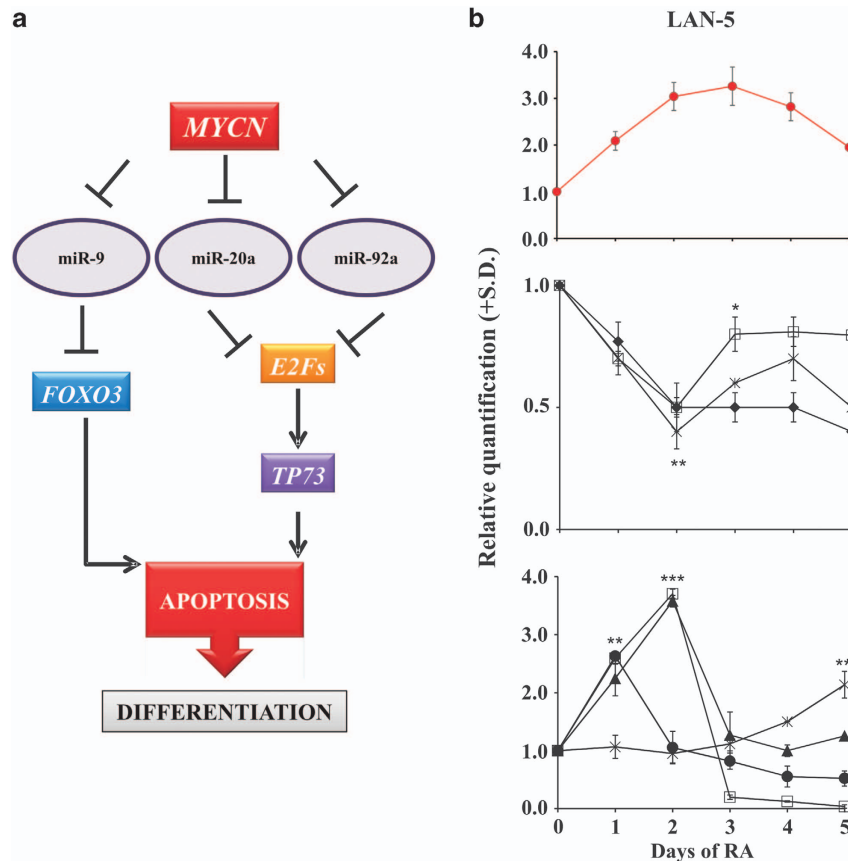 a
MYCN
miR-9
miR-20a
miR-92a
FOXO3
E2Fs
TP73
APOPTOSIS
DIFFERENTIATION
b
LAN-5
Relative quantification (+S.D.)
4.0
3.0
2.0
1.0
0.0
1.0
*
0.5
**
0.0
4.0
***
3.0
**
**
2.0
1.0
0.0
0 1 2 3 4 5
Days of RA